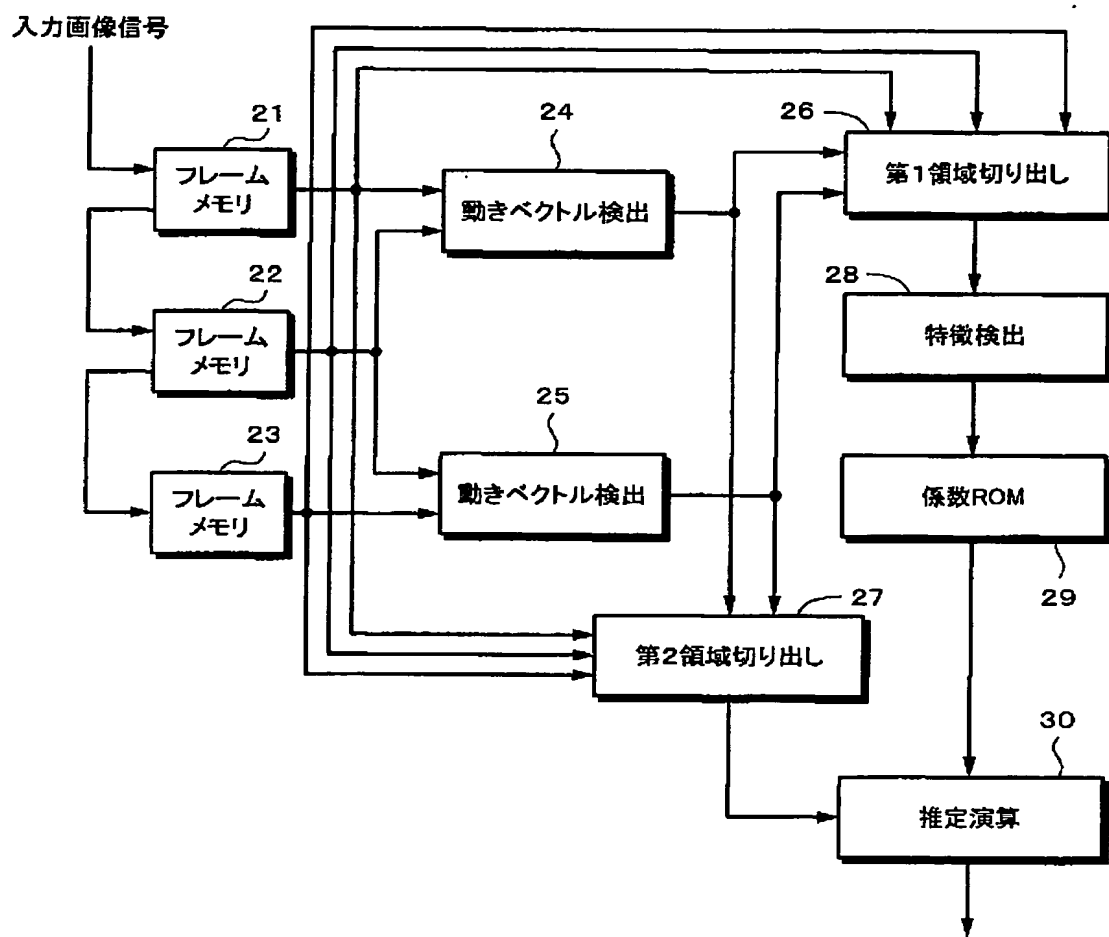 入力画像信号
21
フレーム
メモリ
24
動きベクトル検出
26
第1領域切り出し
22
フレーム
メモリ
28
特徴検出
25
動きベクトル検出
23
フレーム
メモリ
係数ROM
29
27
第2領域切り出し
30
推定演算